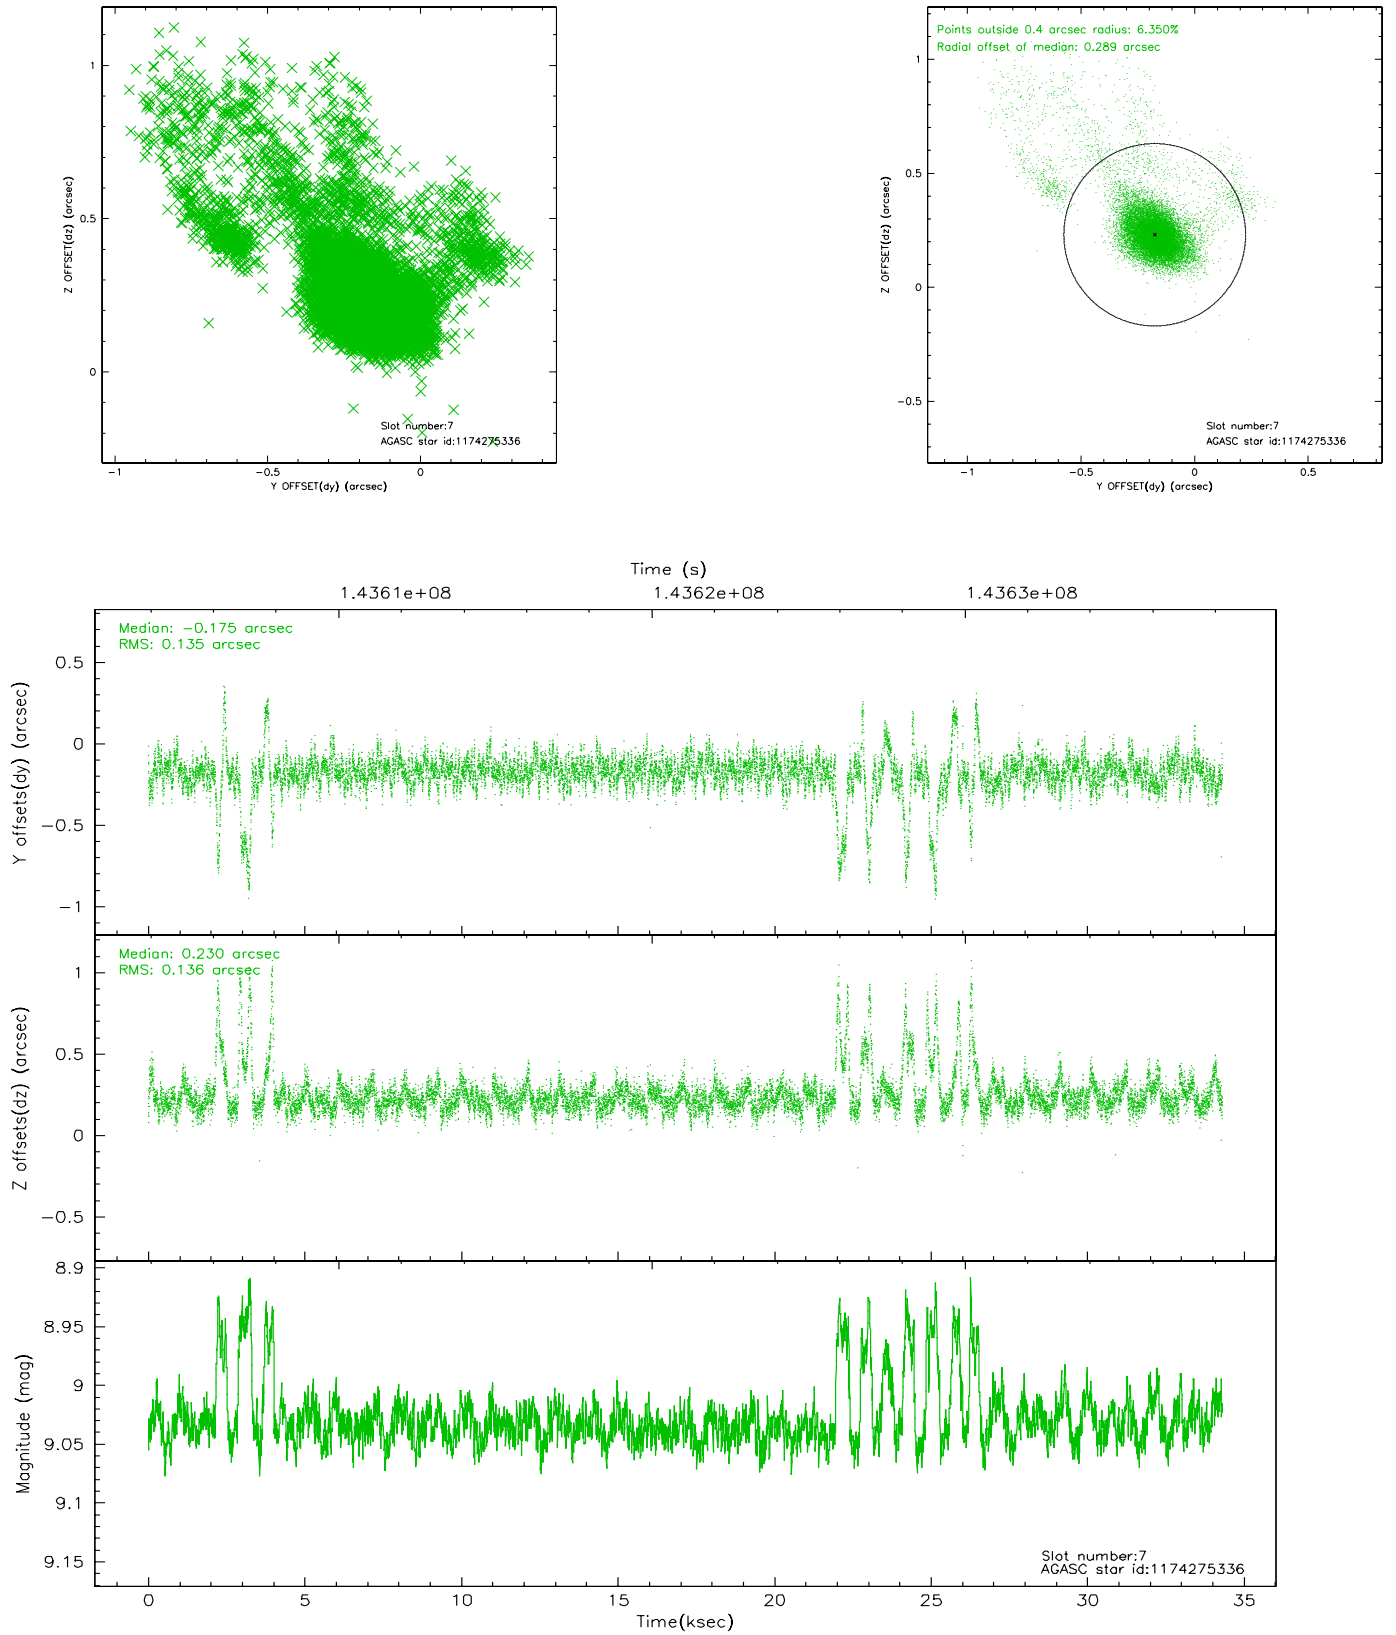 1
0.5
0
Z OFFSET(dz) (arcsec)
Slot number:7
AGASC star id:1174275336
-1
-0.5
0
Y OFFSET(dy) (arcsec)
Points outside 0.4 arcsec radius: 6.350%
Radial offset of median: 0.289 arcsec
1
0.5
0
-0.5
Z OFFSET(dz) (arcsec)
Slot number:7
AGASC star id:1174275336
-1
-0.5
0
0.5
Y OFFSET(dy) (arcsec)
Time (s)
1.4361e+08
1.4362e+08
1.4363e+08
Median: -0.175 arcsec
RMS: 0.135 arcsec
0.5
0
-0.5
-1
Y offsets(dy) (arcsec)
Median: 0.230 arcsec
RMS: 0.136 arcsec
1
0.5
0
-0.5
Z offsets(dz) (arcsec)
8.9
8.95
9
9.05
9.1
9.15
Magnitude (mag)
Slot number:7
AGASC star id:1174275336
0
5
10
15
20
25
30
35
Time(ksec)